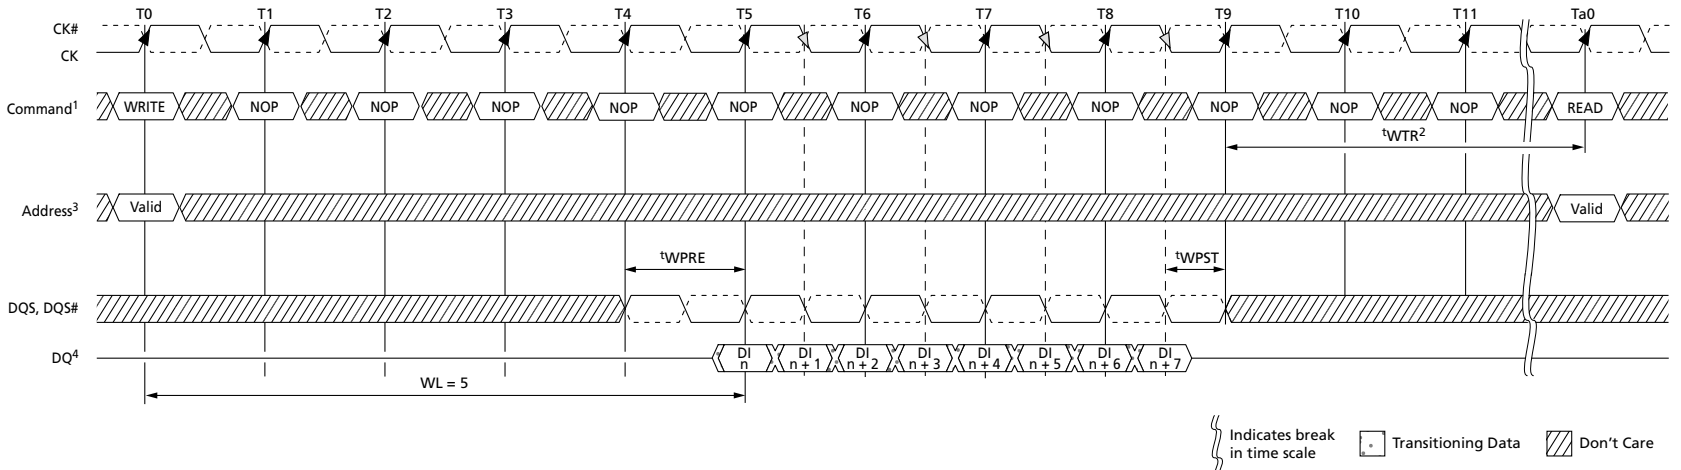 T0 T1 T2 T3 T4 T5 T6 T7 T8 T9 T10 T11 Ta0
CK#
CK
Command1 WRITE NOP NOP NOP NOP NOP NOP NOP NOP NOP NOP NOP READ
tWTR2
Address3 Valid Valid
tWPRE tWPST
DQS, DQS#
DQ4 DI n DI n + 1 DI n + 2 DI n + 3 DI n + 4 DI n + 5 DI n + 6 DI n + 7
WL = 5
Indicates break
in time scale
Transitioning Data
Don't Care